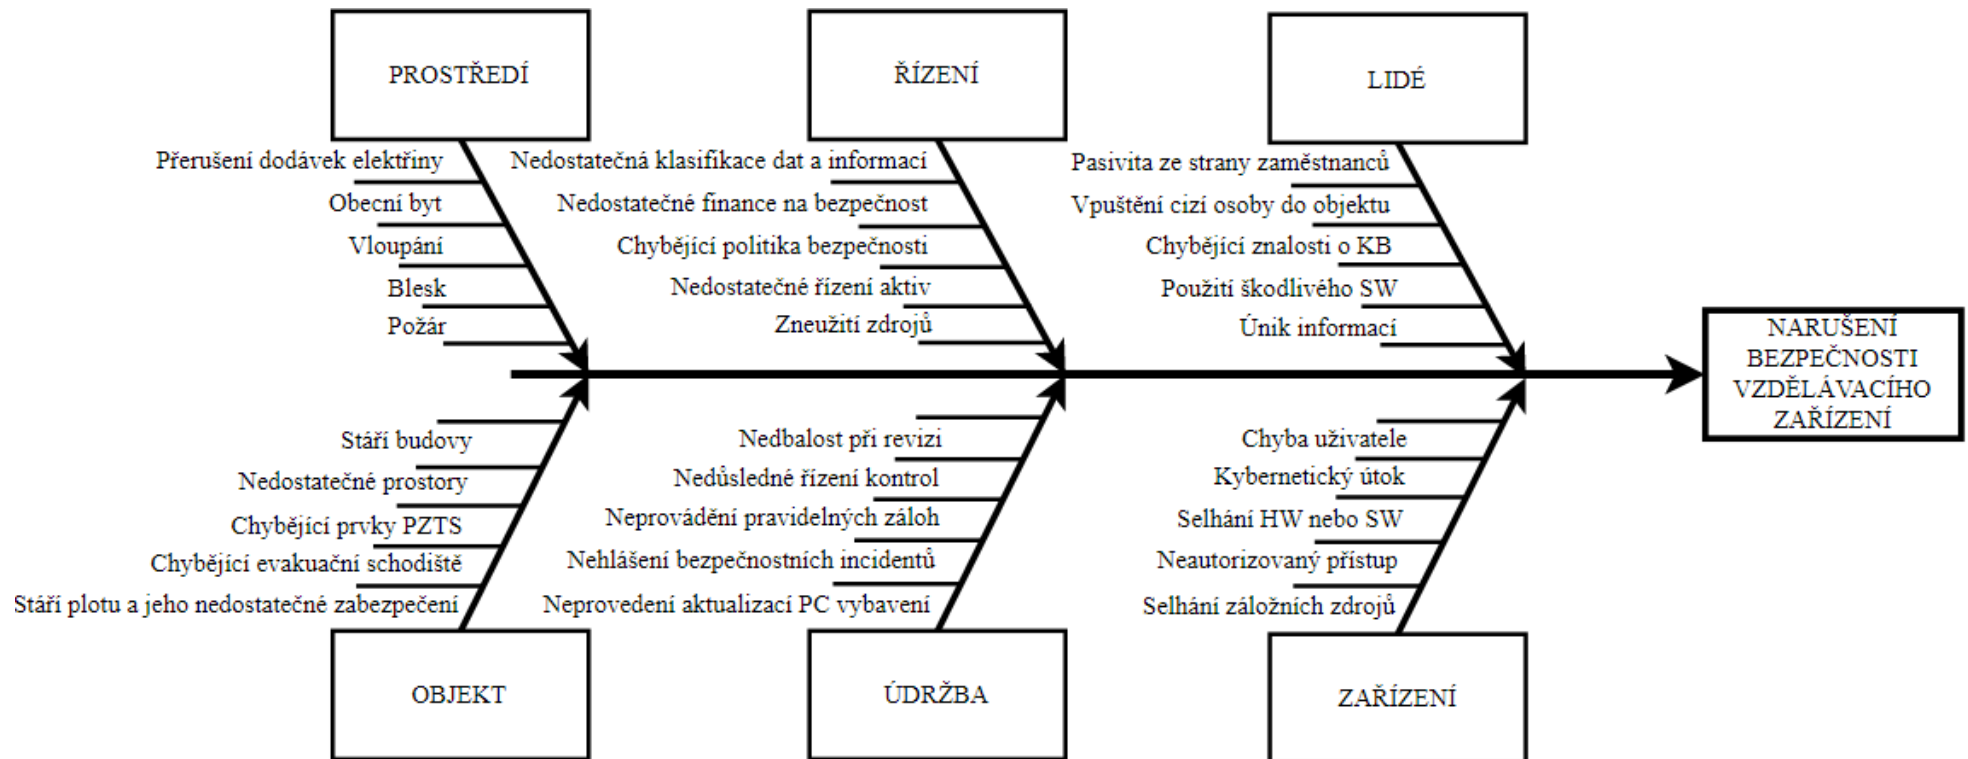 PROSTŘEDÍ
ŘÍZENÍ
LIDÉ
Přerušení dodávek elektřiny
Obecní byt
Vloupání
Blesk
Požár
Nedostatečná klasifikace dat a informací
Nedostatečné finance na bezpečnost
Chybějící politika bezpečnosti
Nedostatečné řízení aktiv
Zneužití zdrojů
Pasivita ze strany zaměstnanců
Vpuštění cizí osoby do objektu
Chybějící znalosti o KB
Použití škodlivého SW
Únik informací
NARUŠENÍ
BEZPEČNOSTI
VZDĚLÁVACÍHO
ZAŘÍZENÍ
Stáří budovy
Nedostatečné prostory
Chybějící prvky PZTS
Chybějící evakuační schodiště
Stáří plotu a jeho nedostatečné zabezpečení
Nedbalost při revizi
Nedůsledné řízení kontrol
Neprovádění pravidelných záloh
Nehlášení bezpečnostních incidentů
Neprovedení aktualizací PC vybavení
Chyba uživatele
Kybernetický útok
Selhání HW nebo SW
Neautorizovaný přístup
Selhání záložních zdrojů
OBJEKT
ÚDRŽBA
ZAŘÍZENÍ